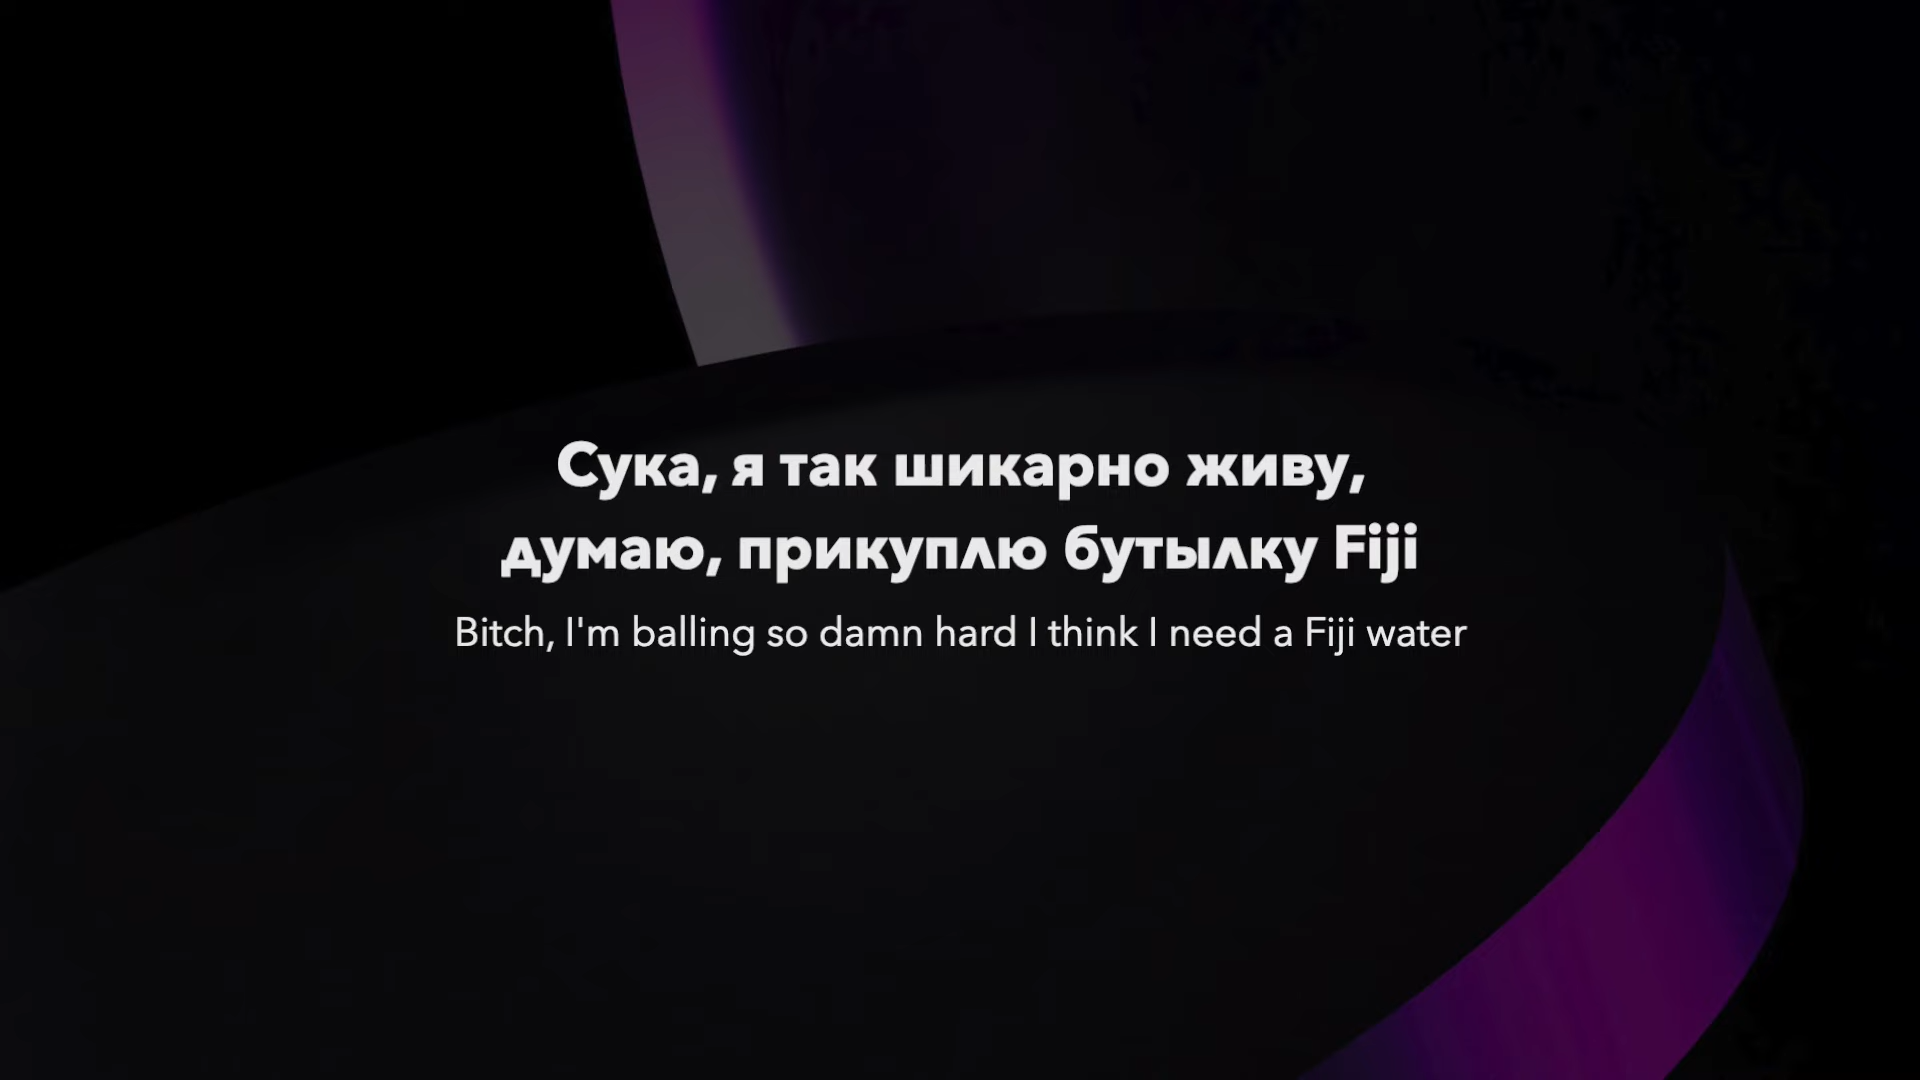 Сука, я так шикарно живу,
думаю, прикуплю бутылку Fiji
Bitch, I'm balling so damn hard I think I need a Fiji water